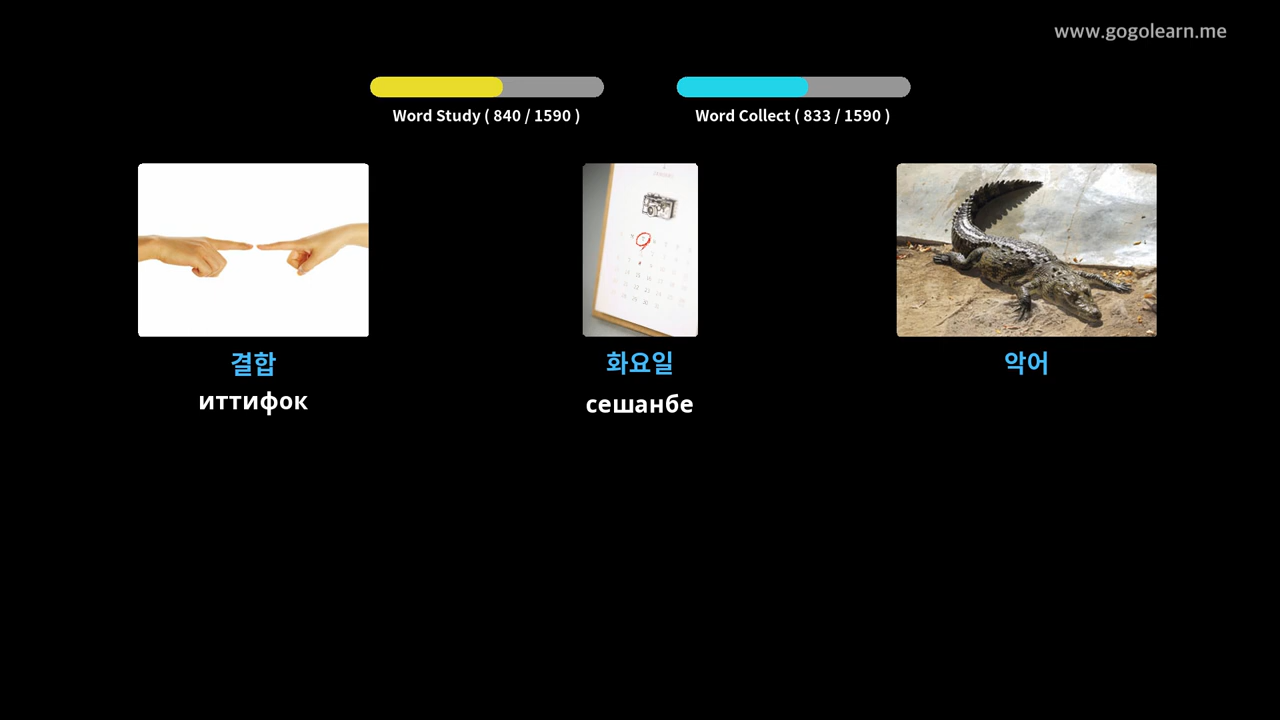 www.gogolearn.me
Word Study ( 840 / 1590 )
Word Collect ( 833 / 1590 )
결합
화요일
악어
иттифок
сешанбе